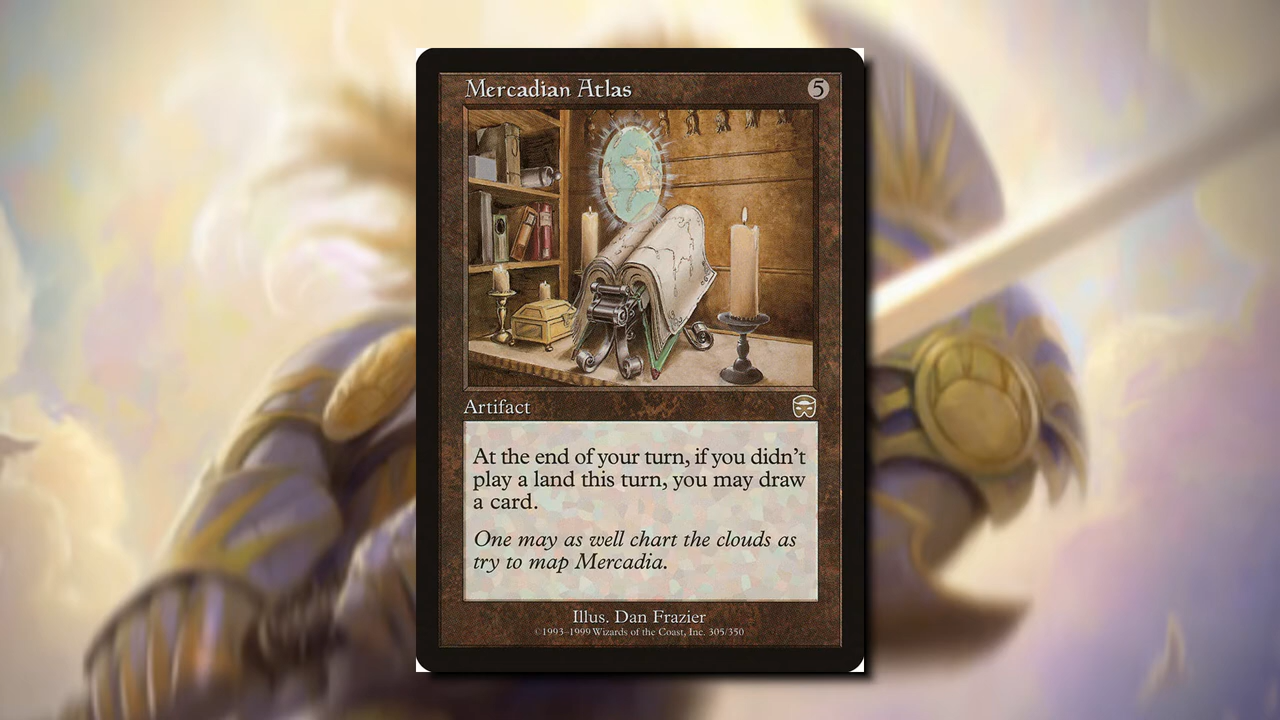 Mercadian Atlas 5
Artifact
At the end of your turn, if you didn't
play a land this turn, you may draw
a card.
One may as well chart the clouds as
try to map Mercadia.
Illus. Dan Frazier
©1993–1999 Wizards of the Coast, Inc. 305/350